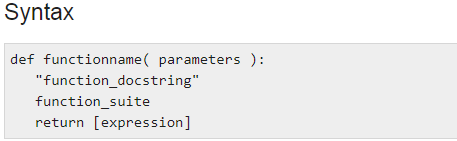 Syntax
def functionname( parameters ):
   "function_docstring"
   function_suite
   return [expression]